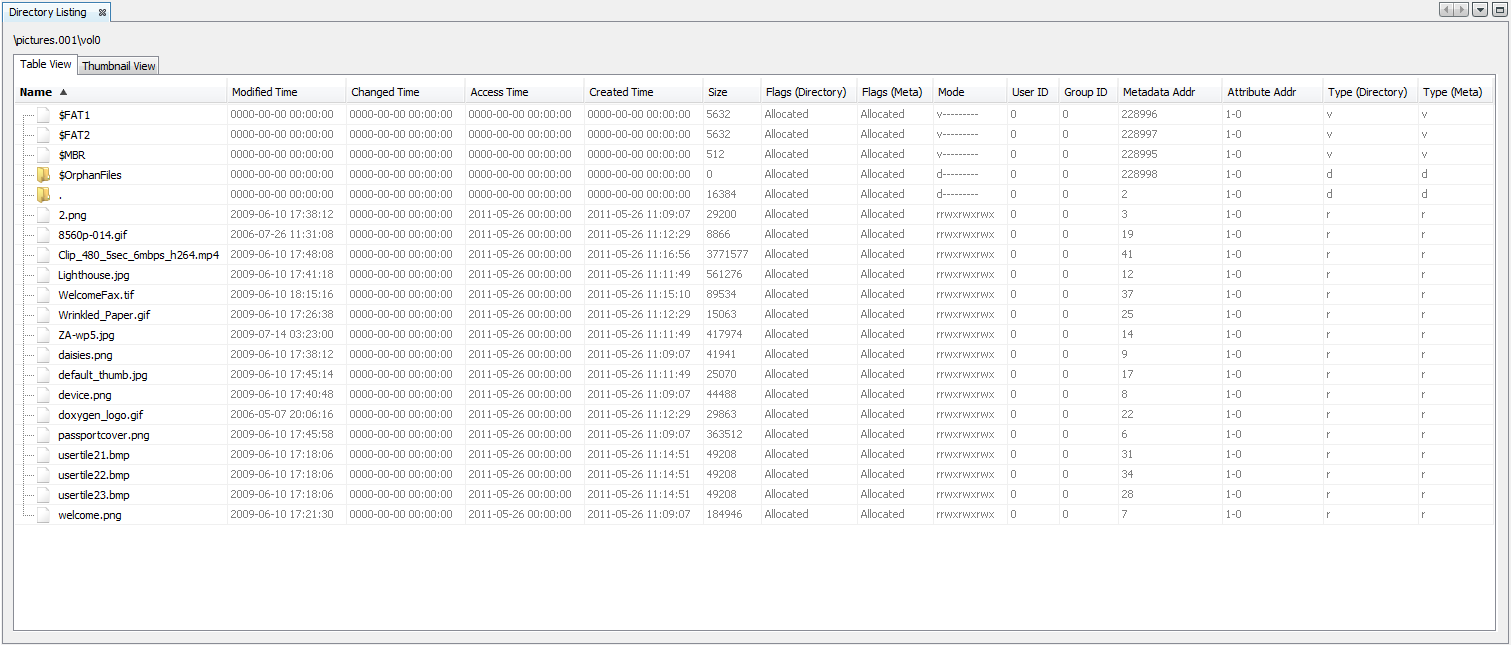 Directory Listing
\pictures.001\vol0
Table View Thumbnail View
Name Modified Time Changed Time Access Time Created Time Size Flags (Directory) Flags (Meta) Mode User ID Group ID Metadata Addr Attribute Addr Type (Directory) Type (Meta)
$FAT1 0000-00-00 00:00:00 0000-00-00 00:00:00 0000-00-00 00:00:00 0000-00-00 00:00:00 5632 Allocated Allocated v--------- 0 0 228996 1-0 v v
$FAT2 0000-00-00 00:00:00 0000-00-00 00:00:00 0000-00-00 00:00:00 0000-00-00 00:00:00 5632 Allocated Allocated v--------- 0 0 228997 1-0 v v
$MBR 0000-00-00 00:00:00 0000-00-00 00:00:00 0000-00-00 00:00:00 0000-00-00 00:00:00 512 Allocated Allocated v--------- 0 0 228995 1-0 v v
$OrphanFiles 0000-00-00 00:00:00 0000-00-00 00:00:00 0000-00-00 00:00:00 0000-00-00 00:00:00 0 Allocated Allocated d--------- 0 0 228998 1-0 d d
. 0000-00-00 00:00:00 0000-00-00 00:00:00 0000-00-00 00:00:00 0000-00-00 00:00:00 16384 Allocated Allocated d--------- 0 0 2 1-0 d d
2.png 2009-06-10 17:38:12 0000-00-00 00:00:00 2011-05-26 00:00:00 2011-05-26 11:09:07 29200 Allocated Allocated rrwxrwxrwx 0 0 3 1-0 r r
8560p-014.gif 2006-07-26 11:31:08 0000-00-00 00:00:00 2011-05-26 00:00:00 2011-05-26 11:12:29 8866 Allocated Allocated rrwxrwxrwx 0 0 19 1-0 r r
Clip_480_5sec_6mbps_h264.mp4 2009-06-10 17:48:08 0000-00-00 00:00:00 2011-05-26 00:00:00 2011-05-26 11:16:56 3771577 Allocated Allocated rrwxrwxrwx 0 0 41 1-0 r r
Lighthouse.jpg 2009-06-10 17:41:18 0000-00-00 00:00:00 2011-05-26 00:00:00 2011-05-26 11:11:49 561276 Allocated Allocated rrwxrwxrwx 0 0 12 1-0 r r
WelcomeFax.tif 2009-06-10 18:15:16 0000-00-00 00:00:00 2011-05-26 00:00:00 2011-05-26 11:15:10 89534 Allocated Allocated rrwxrwxrwx 0 0 37 1-0 r r
Wrinkled_Paper.gif 2009-06-10 17:26:38 0000-00-00 00:00:00 2011-05-26 00:00:00 2011-05-26 11:12:29 15063 Allocated Allocated rrwxrwxrwx 0 0 25 1-0 r r
ZA-wp5.jpg 2009-07-14 03:23:00 0000-00-00 00:00:00 2011-05-26 00:00:00 2011-05-26 11:11:49 417974 Allocated Allocated rrwxrwxrwx 0 0 14 1-0 r r
daisies.png 2009-06-10 17:38:12 0000-00-00 00:00:00 2011-05-26 00:00:00 2011-05-26 11:09:07 41941 Allocated Allocated rrwxrwxrwx 0 0 9 1-0 r r
default_thumb.jpg 2009-06-10 17:45:14 0000-00-00 00:00:00 2011-05-26 00:00:00 2011-05-26 11:11:49 25070 Allocated Allocated rrwxrwxrwx 0 0 17 1-0 r r
device.png 2009-06-10 17:40:48 0000-00-00 00:00:00 2011-05-26 00:00:00 2011-05-26 11:09:07 44488 Allocated Allocated rrwxrwxrwx 0 0 8 1-0 r r
doxygen_logo.gif 2006-05-07 20:06:16 0000-00-00 00:00:00 2011-05-26 00:00:00 2011-05-26 11:12:29 29863 Allocated Allocated rrwxrwxrwx 0 0 22 1-0 r r
passportcover.png 2009-06-10 17:45:58 0000-00-00 00:00:00 2011-05-26 00:00:00 2011-05-26 11:09:07 363512 Allocated Allocated rrwxrwxrwx 0 0 6 1-0 r r
usertile21.bmp 2009-06-10 17:18:06 0000-00-00 00:00:00 2011-05-26 00:00:00 2011-05-26 11:14:51 49208 Allocated Allocated rrwxrwxrwx 0 0 31 1-0 r r
usertile22.bmp 2009-06-10 17:18:06 0000-00-00 00:00:00 2011-05-26 00:00:00 2011-05-26 11:14:51 49208 Allocated Allocated rrwxrwxrwx 0 0 34 1-0 r r
usertile23.bmp 2009-06-10 17:18:06 0000-00-00 00:00:00 2011-05-26 00:00:00 2011-05-26 11:14:51 49208 Allocated Allocated rrwxrwxrwx 0 0 28 1-0 r r
welcome.png 2009-06-10 17:21:30 0000-00-00 00:00:00 2011-05-26 00:00:00 2011-05-26 11:09:07 184946 Allocated Allocated rrwxrwxrwx 0 0 7 1-0 r r